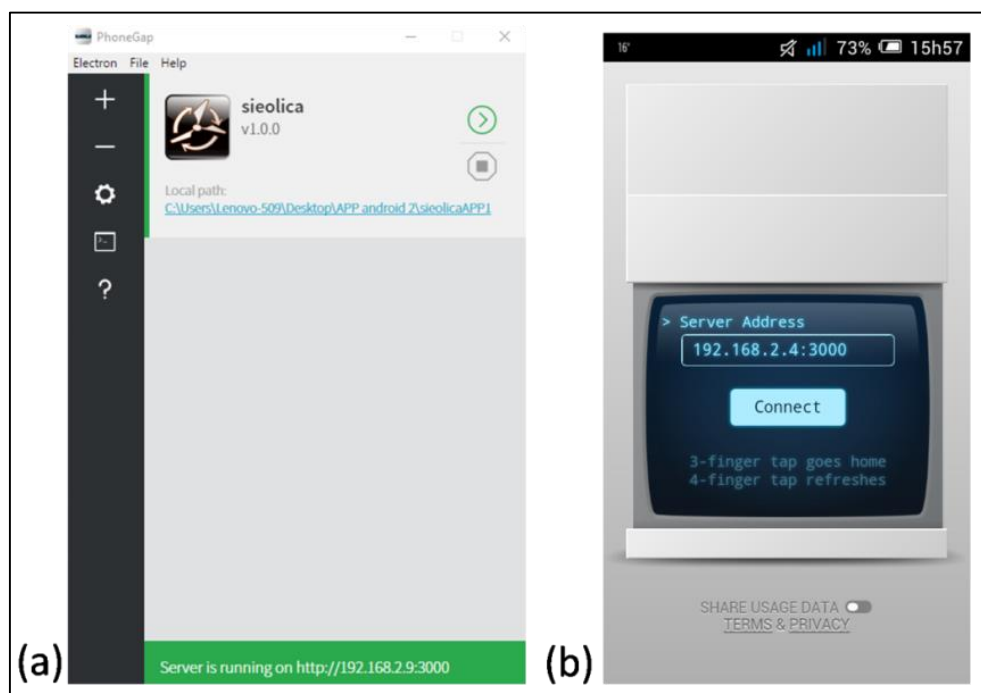 PhoneGap
Electron File Help
sieolica
v1.0.0
Local path:
C:\Users\Lenovo-509\Desktop\APP android 2\sieolicaAPP1
Server is running on http://192.168.2.9:3000
(a)
16°
73% 15h57
> Server Address
192.168.2.4:3000
Connect
3-finger tap goes home
4-finger tap refreshes
SHARE USAGE DATA
TERMS & PRIVACY
(b)